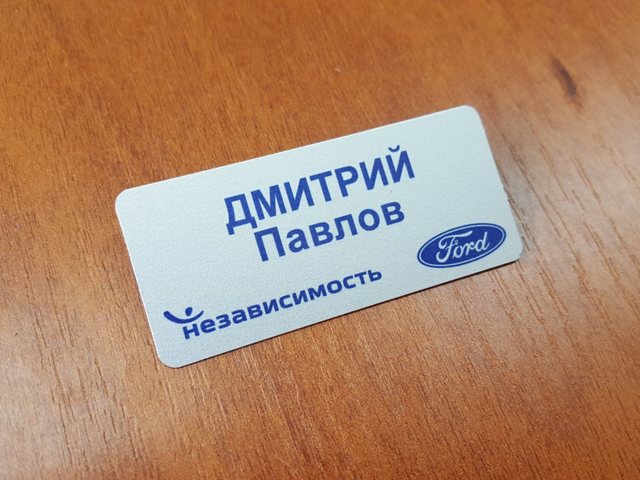 ДМИТРИЙ
Павлов
Ford
независимость